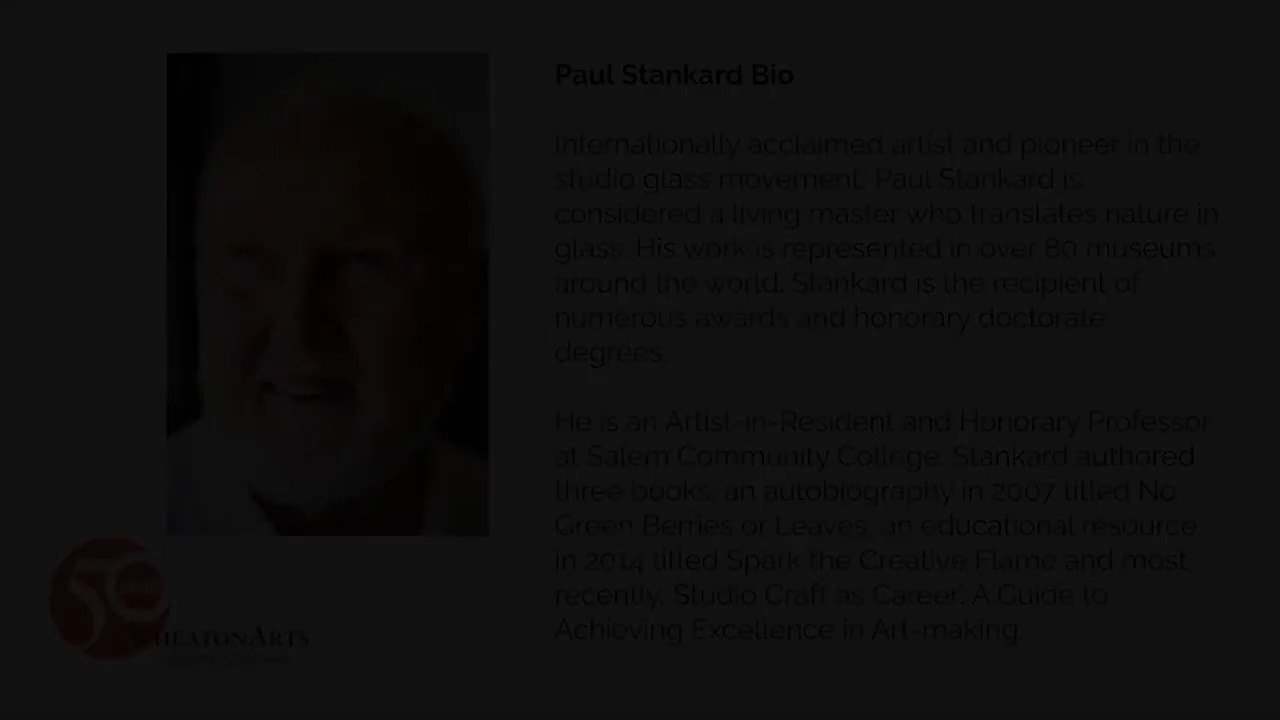 Paul Stankard Bio
Internationally acclaimed artist and pioneer in the
studio glass movement, Paul Stankard is
considered a living master who translates nature in
glass. His work is represented in over 80 museums
around the world. Stankard is the recipient of
numerous awards and honorary doctorate
degrees.
He is an Artist-in-Resident and Honorary Professor
at Salem Community College. Stankard authored
three books: an autobiography in 2007 titled No
Green Berries or Leaves, an educational resource
in 2014 titled Spark the Creative Flame and most
recently, Studio Craft as Career: A Guide to
Achieving Excellence in Art-making.
50
WHEATONARTS